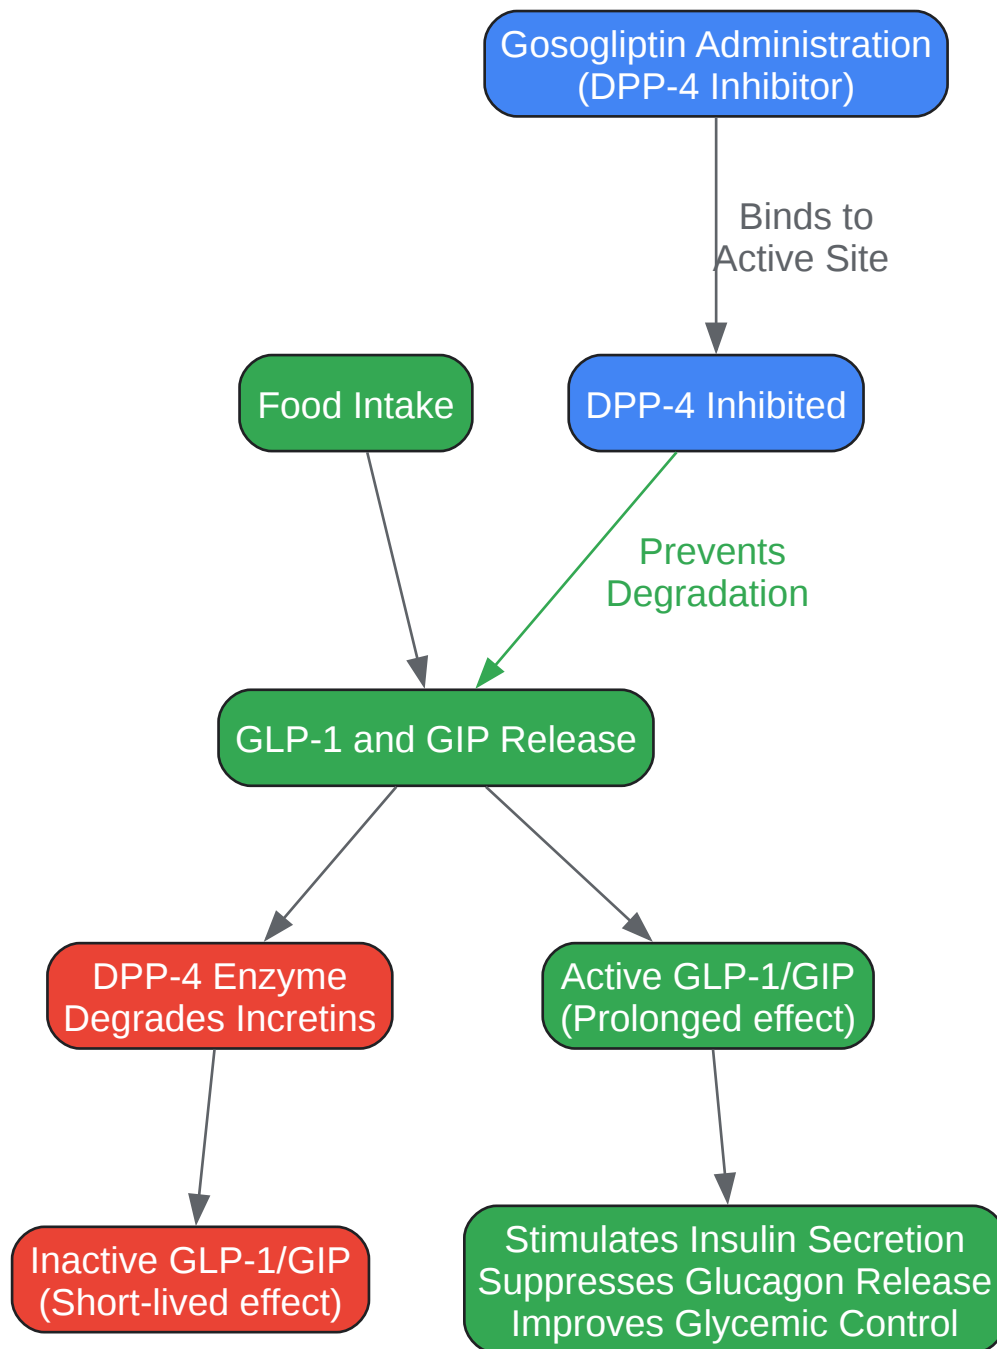 Gosogliptin Administration
(DPP-4 Inhibitor)
Binds to
Active Site
Food Intake
DPP-4 Inhibited
Prevents
Degradation
GLP-1 and GIP Release
DPP-4 Enzyme
Degrades Incretins
Active GLP-1/GIP
(Prolonged effect)
Inactive GLP-1/GIP
(Short-lived effect)
Stimulates Insulin Secretion
Suppresses Glucagon Release
Improves Glycemic Control